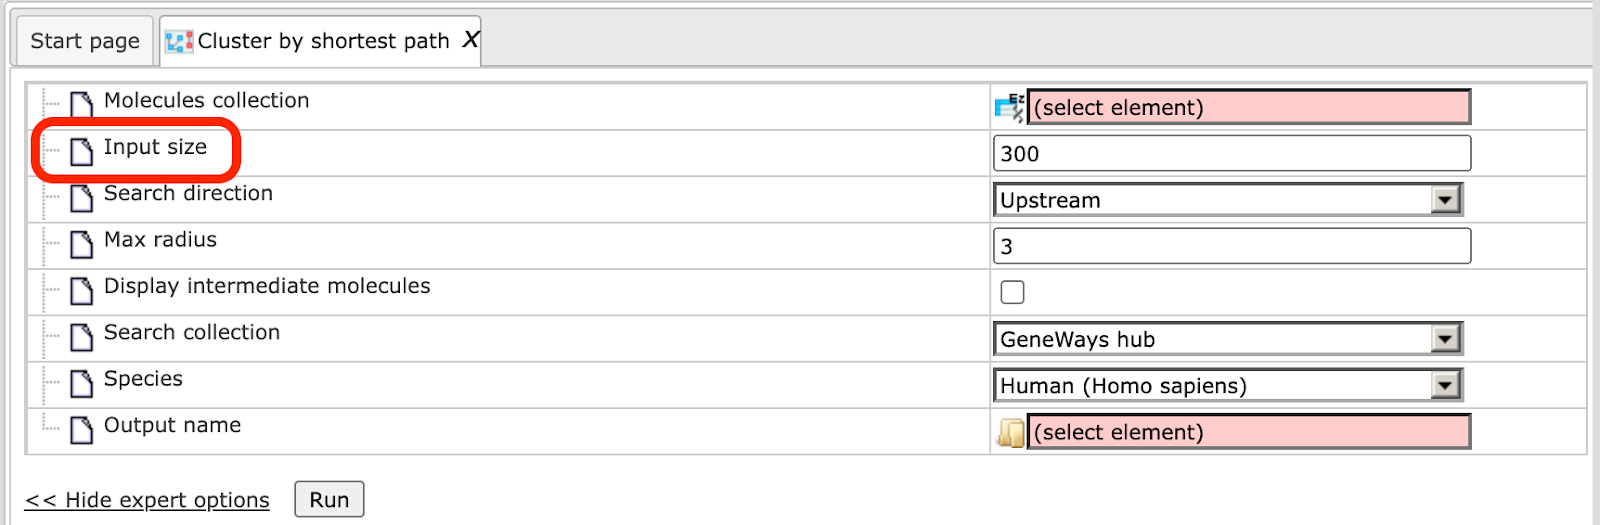 Start page
Cluster by shortest path X
Molecules collection
Ez
(select element)
Input size
300
Search direction
Upstream
Max radius
3
Display intermediate molecules
Search collection
GeneWays hub
Species
Human (Homo sapiens)
Output name
(select element)
<< Hide expert options
Run